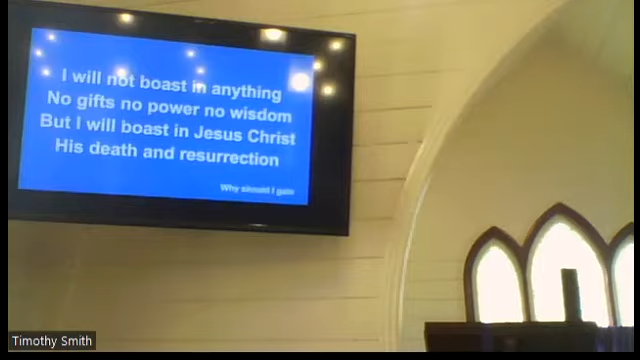 I will not boast in anything
No gifts no power no wisdom
But I will boast in Jesus Christ
His death and resurrection
Why should I gain
Timothy Smith